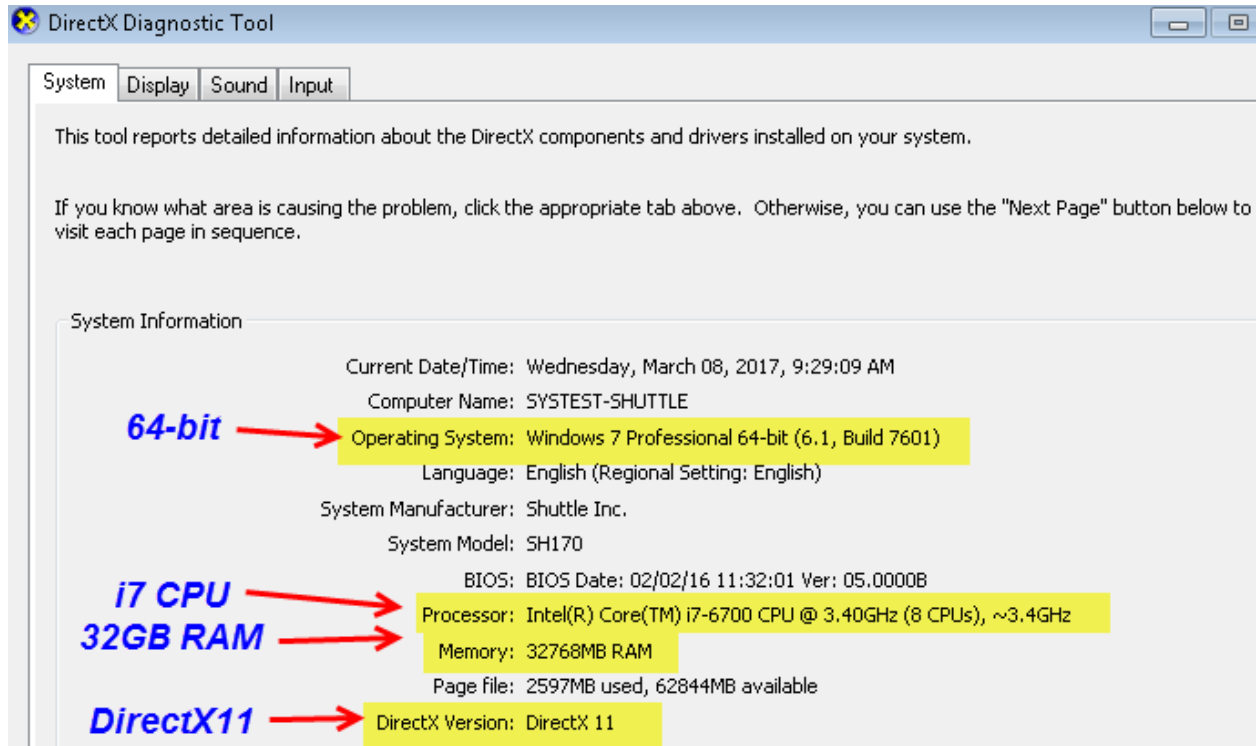 DirectX Diagnostic Tool
System Display Sound Input
This tool reports detailed information about the DirectX components and drivers installed on your system.
If you know what area is causing the problem, click the appropriate tab above.  Otherwise, you can use the "Next Page" button below to
visit each page in sequence.
System Information
Current Date/Time: Wednesday, March 08, 2017, 9:29:09 AM
Computer Name: SYSTEST-SHUTTLE
64-bit Operating System: Windows 7 Professional 64-bit (6.1, Build 7601)
Language: English (Regional Setting: English)
System Manufacturer: Shuttle Inc.
System Model: SH170
BIOS: BIOS Date: 02/02/16 11:32:01 Ver: 05.0000B
i7 CPU Processor: Intel(R) Core(TM) i7-6700 CPU @ 3.40GHz (8 CPUs), ~3.4GHz
32GB RAM Memory: 32768MB RAM
Page file: 2597MB used, 62844MB available
DirectX11 DirectX Version: DirectX 11